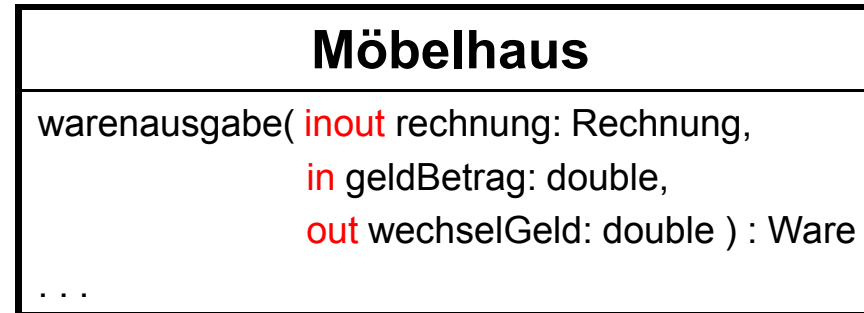 Möbelhaus
warenausgabe( inout rechnung: Rechnung,
in geldBetrag: double,
out wechselGeld: double ) : Ware
. . .